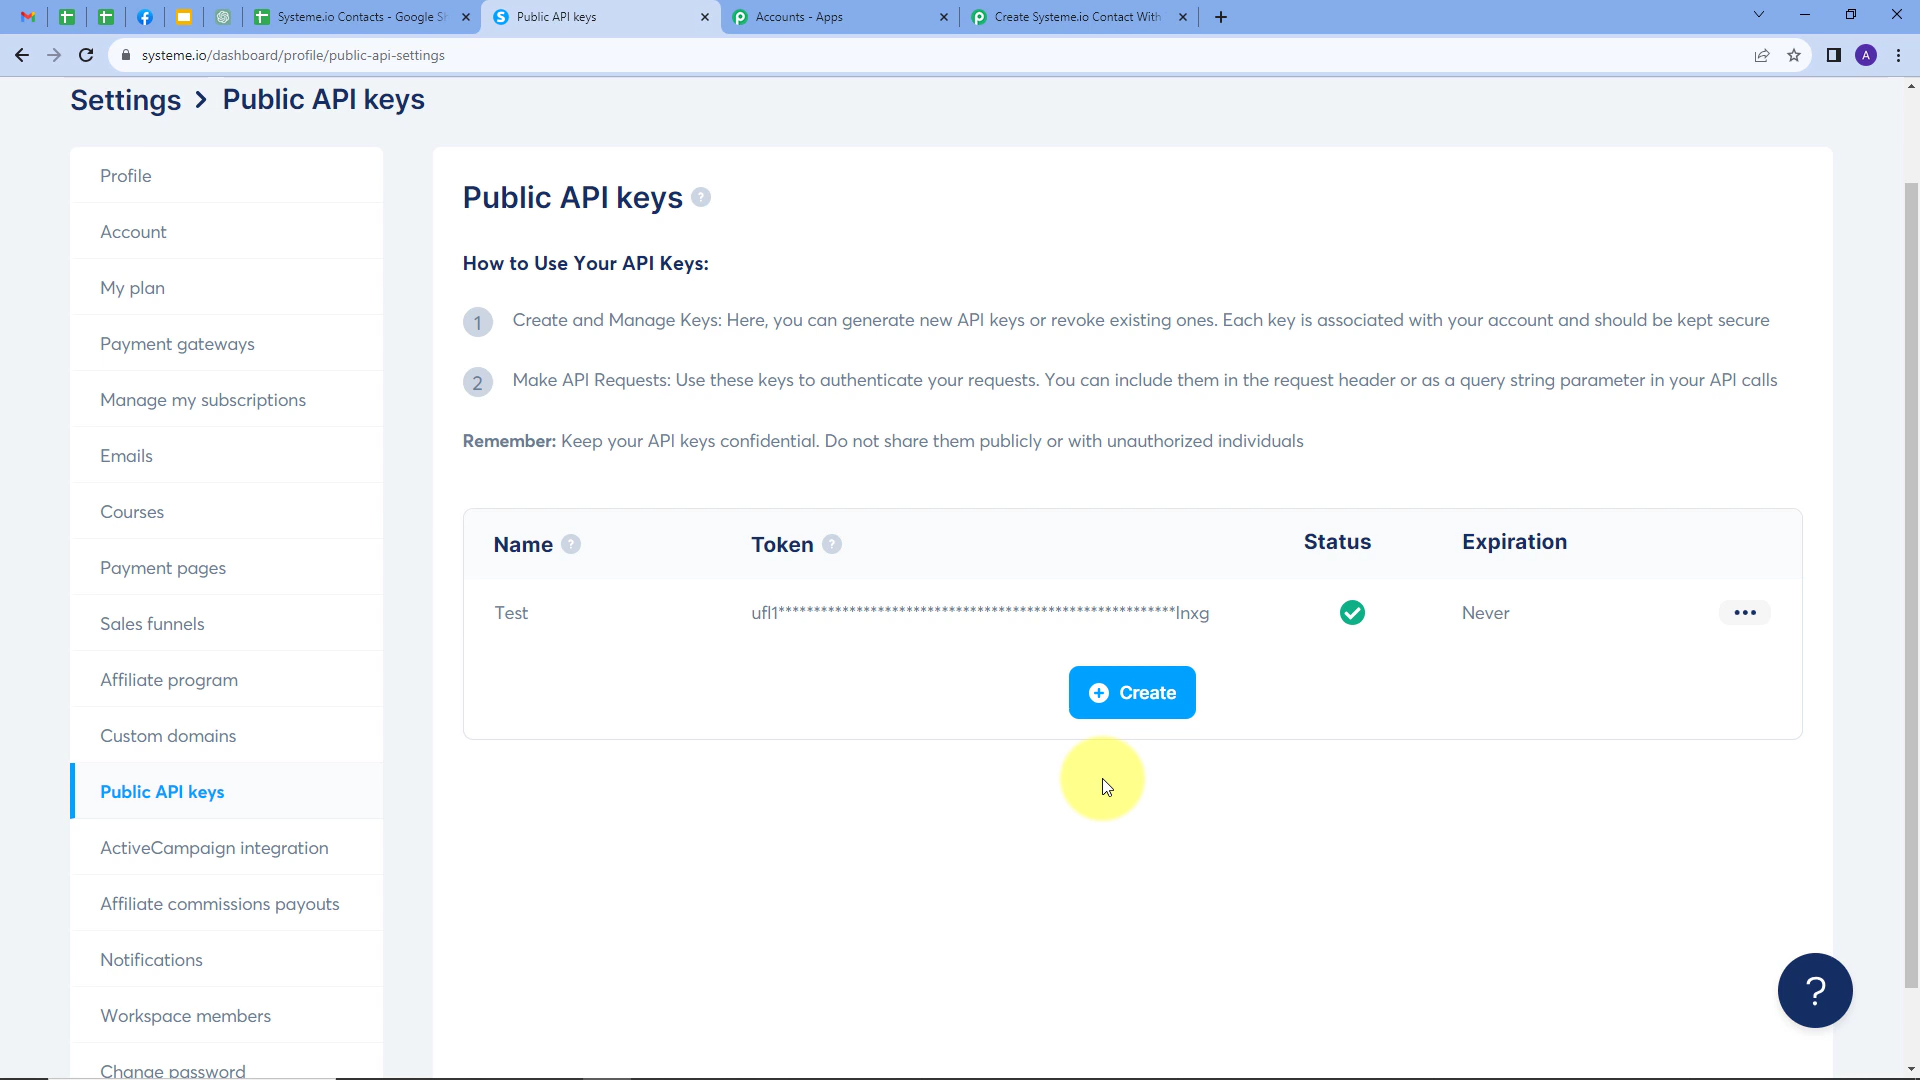 Systeme.io Contacts - Google Sh
Public API keys
Accounts - Apps
Create Systeme.io Contact With
systeme.io/dashboard/profile/public-api-settings
A
Settings > Public API keys
Profile
Account
My plan
Payment gateways
Manage my subscriptions
Emails
Courses
Payment pages
Sales funnels
Affiliate program
Custom domains
Public API keys
ActiveCampaign integration
Affiliate commissions payouts
Notifications
Workspace members
Change password
Public API keys ?
How to Use Your API Keys:
1 Create and Manage Keys: Here, you can generate new API keys or revoke existing ones. Each key is associated with your account and should be kept secure
2 Make API Requests: Use these keys to authenticate your requests. You can include them in the request header or as a query string parameter in your API calls
Remember: Keep your API keys confidential. Do not share them publicly or with unauthorized individuals
Name ? Token ? Status Expiration
Test ufl1********************************************************lnxg Never
Create
?